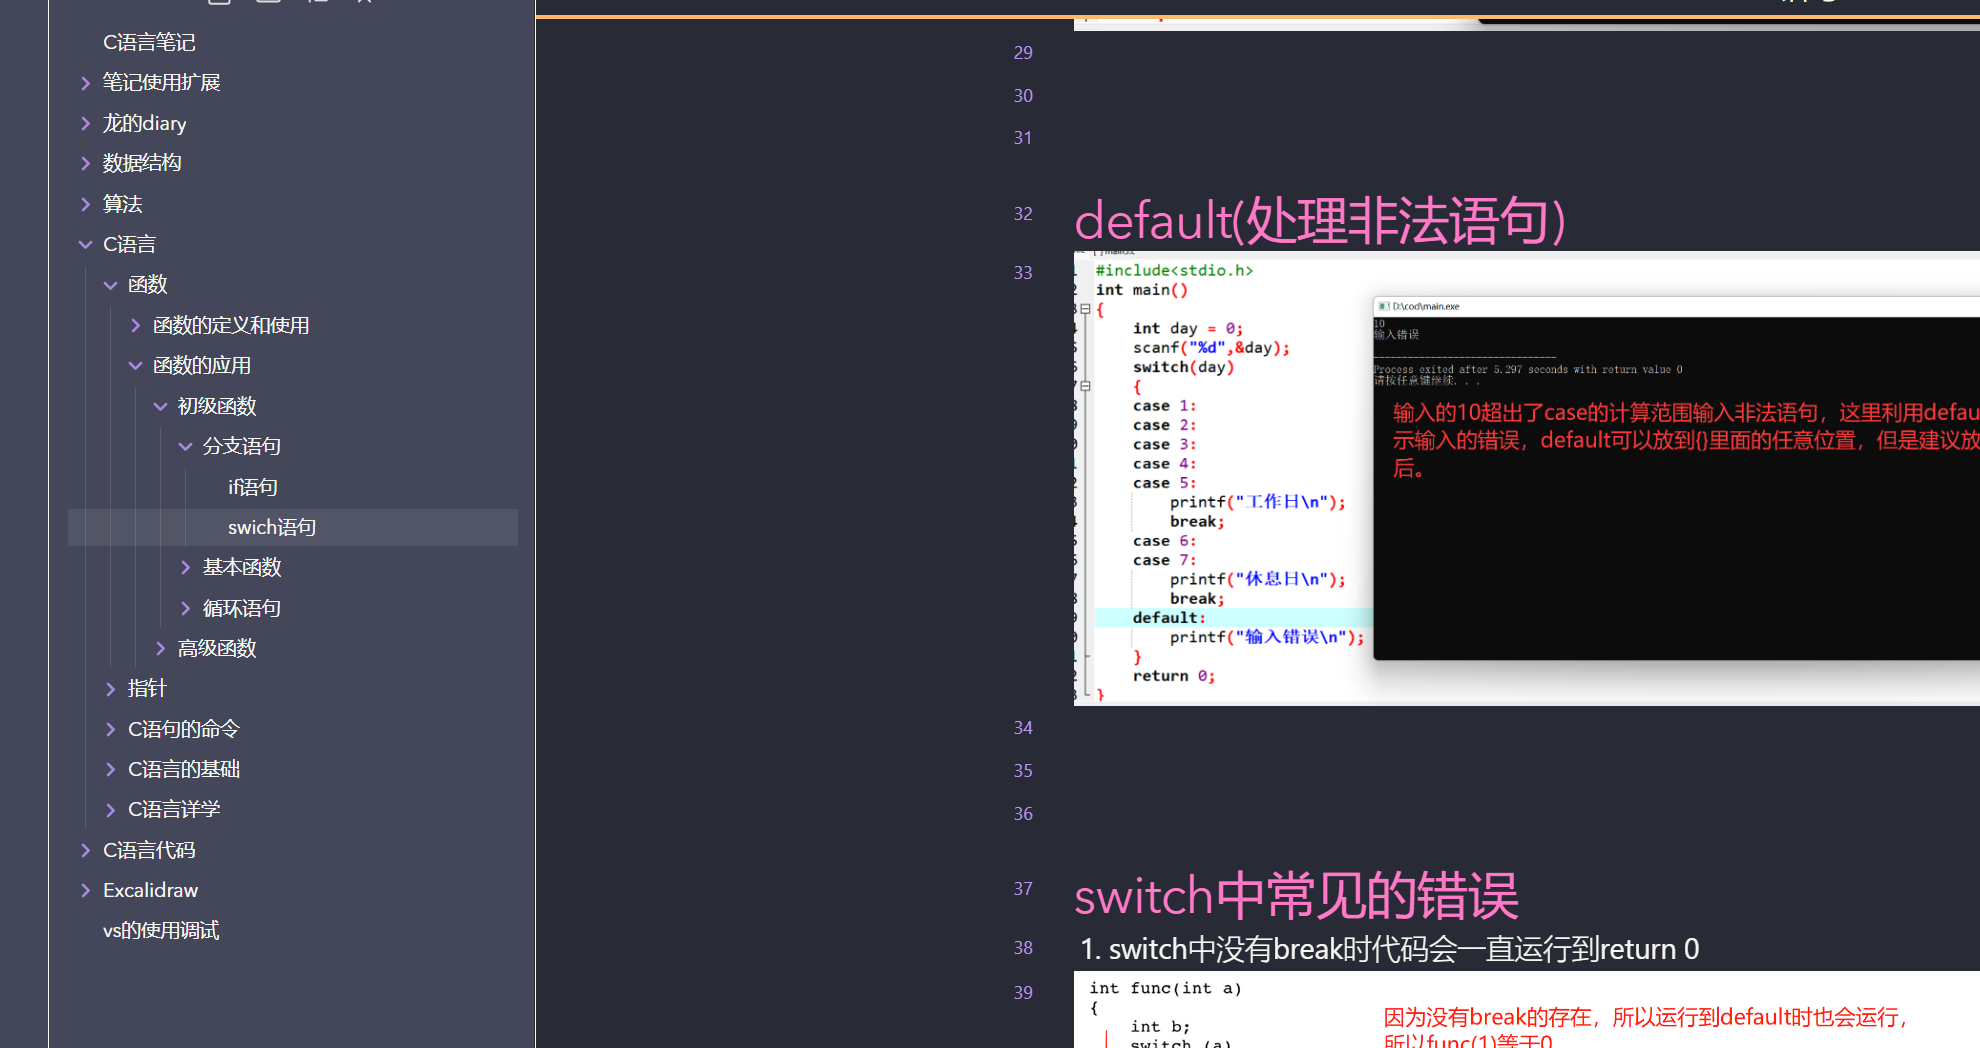 C语言笔记
笔记使用扩展
龙的diary
数据结构
算法
C语言
函数
函数的定义和使用
函数的应用
初级函数
分支语句
if语句
swich语句
基本函数
循环语句
高级函数
指针
C语句的命令
C语言的基础
C语言详学
C语言代码
Excalidraw
vs的使用调试
29
30
31
32
default(处理非法语句)
33
#include<stdio.h>
int main()
{
int day = 0;
scanf("%d",&day);
switch(day)
{
case 1:
case 2:
case 3:
case 4:
case 5:
printf("工作日\n");
break;
case 6:
case 7:
printf("休息日\n");
break;
default:
printf("输入错误\n");
}
return 0;
}
D:\cod\main.exe
10
输入错误
--------------------------------
Process exited after 5.297 seconds with return value 0
请按任意键继续. . .
输入的10超出了case的计算范围输入非法语句，这里利用defau
示输入的错误，default可以放到{}里面的任意位置，但是建议放
后。
34
35
36
37
switch中常见的错误
38
1. switch中没有break时代码会一直运行到return 0
39
int func(int a)
{
int b;
switch (a)
因为没有break的存在，所以运行到default时也会运行，
所以func(1)等于0